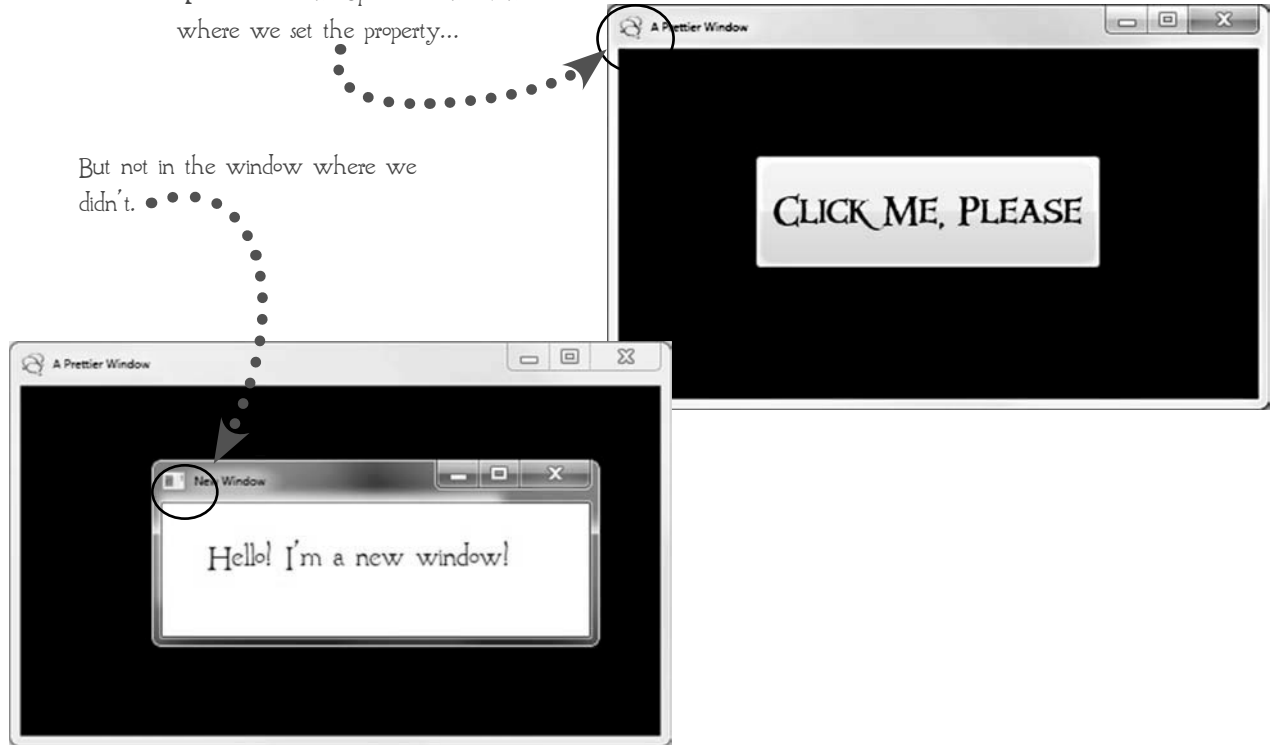 where we set the property...
A Prettier Window
CLICK ME, PLEASE
But not in the window where we
didn't.
A Prettier Window
New Window
Hello! I'm a new window!